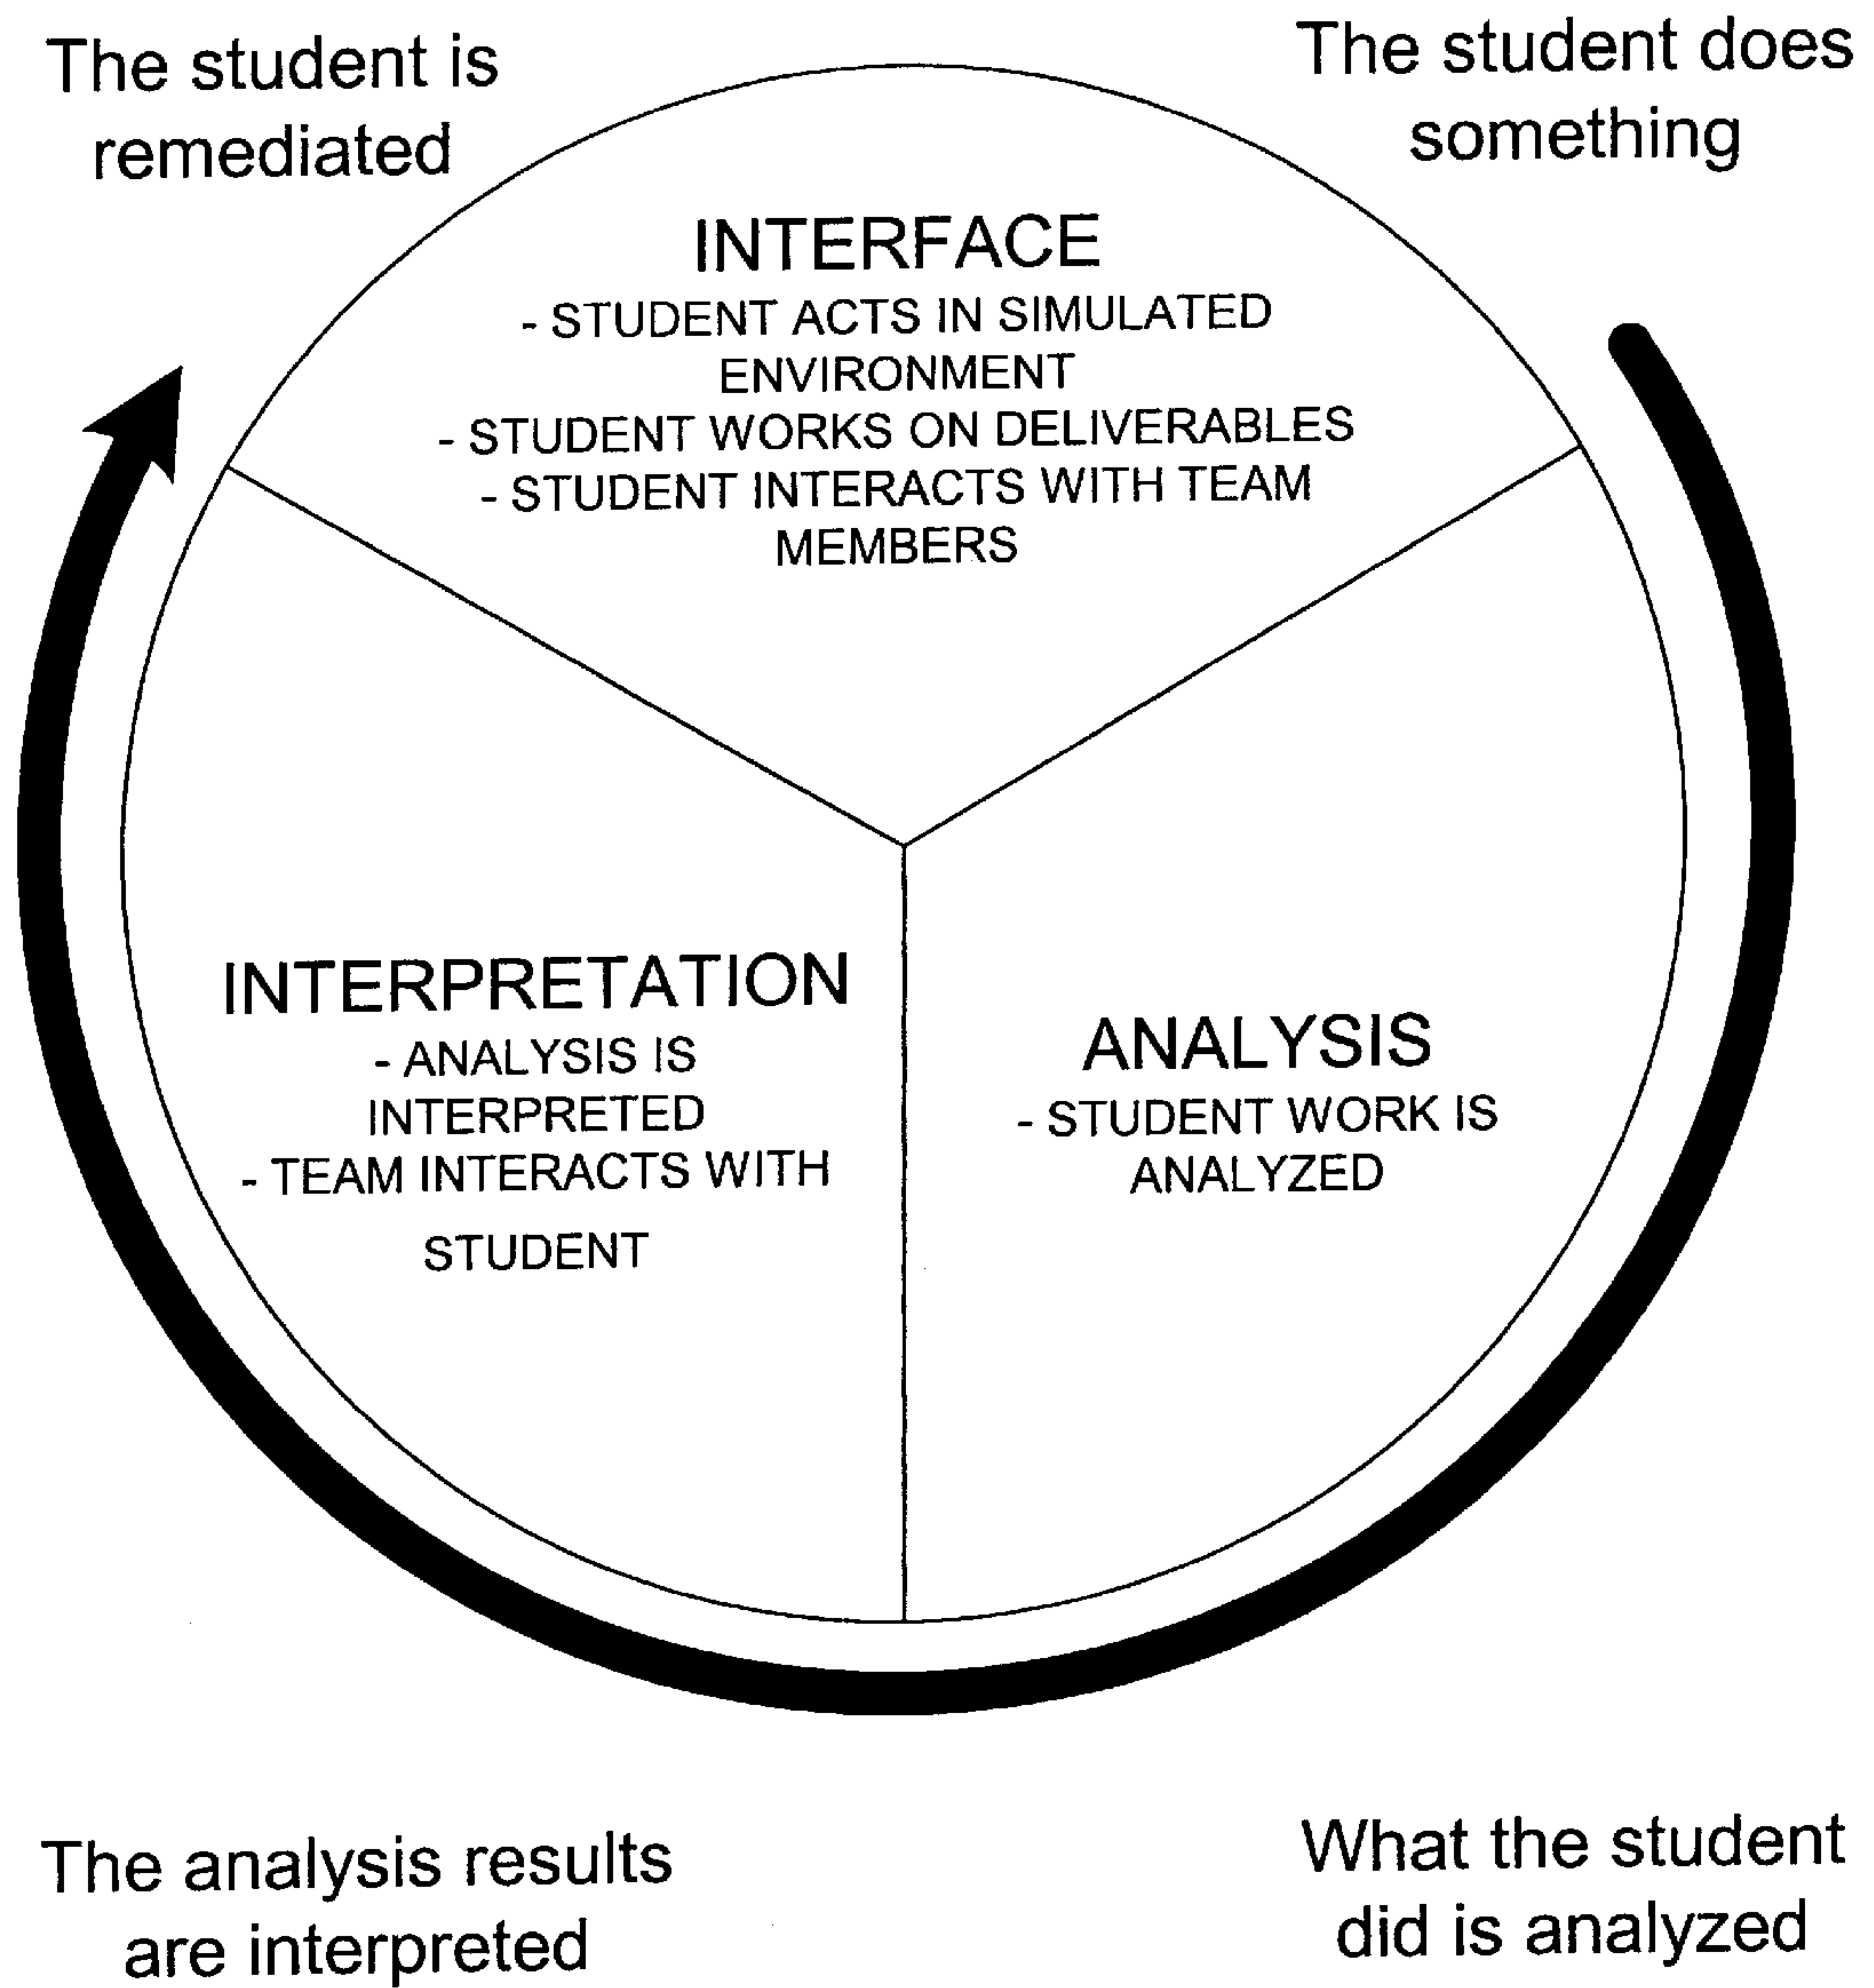 The student is
remediated
The student does
something
INTERFACE
- STUDENT ACTS IN SIMULATED
ENVIRONMENT
- STUDENT WORKS ON DELIVERABLES
- STUDENT INTERACTS WITH TEAM
MEMBERS
INTERPRETATION
- ANALYSIS IS
INTERPRETED
- TEAM INTERACTS WITH
STUDENT
ANALYSIS
- STUDENT WORK IS
ANALYZED
The analysis results
are interpreted
What the student
did is analyzed